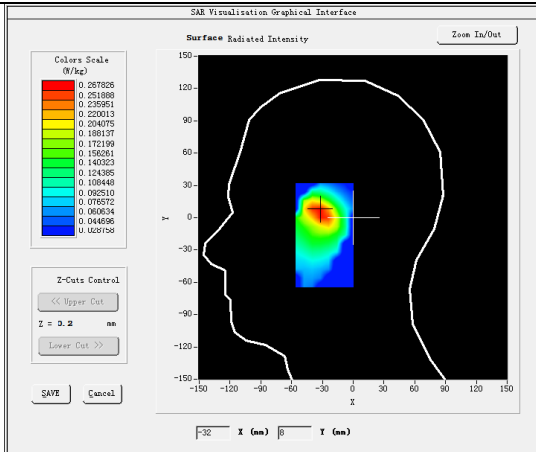 SAR Visualisation Graphical Interface
Surface Radiated Intensity
Zoom In/Out
Colors Scale
(W/kg)
0.267826
0.251888
0.235951
0.220013
0.204075
0.188137
0.172199
0.156261
0.140323
0.124385
0.108448
0.092510
0.076572
0.060634
0.044696
0.028758
Z-Cuts Control
<< Upper Cut
Z = 0.2 mm
Lower Cut >>
SAVE Cancel
150
120
90
60
30
0
-30
-60
-90
-120
-150
Y
-150 -120 -90 -60 -30 0 30 60 90 120 150
X
-32 X (mm) 8 Y (mm)